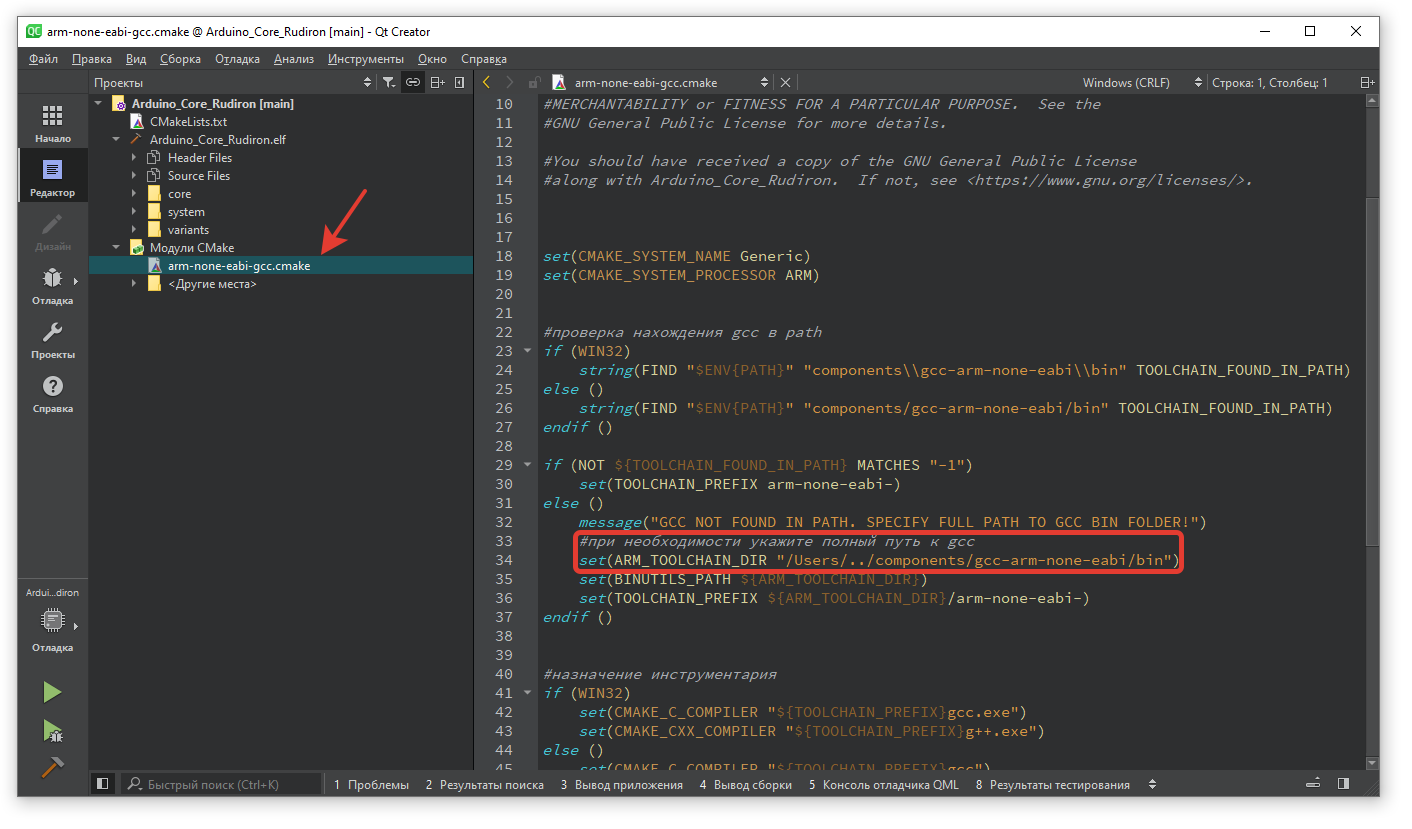 arm-none-eabi-gcc.cmake @ Arduino_Core_Rudiron [main] - Qt Creator
Файл Правка Вид Сборка Отладка Анализ Инструменты Окно Справка
Проекты
arm-none-eabi-gcc.cmake
Windows (CRLF)
Строка: 1, Столбец: 1
Начало
Редактор
Дизайн
Отладка
Проекты
Справка
Ardui...diron
Отладка
Arduino_Core_Rudiron [main]
CMakeLists.txt
Arduino_Core_Rudiron.elf
Header Files
Source Files
core
system
variants
Модули CMake
arm-none-eabi-gcc.cmake
<Другие места>
10 #MERCHANTABILITY or FITNESS FOR A PARTICULAR PURPOSE.  See the
11 #GNU General Public License for more details.
12
13 #You should have received a copy of the GNU General Public License
14 #along with Arduino_Core_Rudiron.  If not, see <https://www.gnu.org/licenses/>.
15
16
17
18 set(CMAKE_SYSTEM_NAME Generic)
19 set(CMAKE_SYSTEM_PROCESSOR ARM)
20
21
22 #проверка нахождения gcc в path
23 if (WIN32)
24     string(FIND "$ENV{PATH}" "components\\gcc-arm-none-eabi\\bin" TOOLCHAIN_FOUND_IN_PATH)
25 else ()
26     string(FIND "$ENV{PATH}" "components/gcc-arm-none-eabi/bin" TOOLCHAIN_FOUND_IN_PATH)
27 endif ()
28
29 if (NOT ${TOOLCHAIN_FOUND_IN_PATH} MATCHES "-1")
30     set(TOOLCHAIN_PREFIX arm-none-eabi-)
31 else ()
32     message("GCC NOT FOUND IN PATH. SPECIFY FULL PATH TO GCC BIN FOLDER!")
33     #при необходимости укажите полный путь к gcc
34     set(ARM_TOOLCHAIN_DIR "/Users/../components/gcc-arm-none-eabi/bin")
35     set(BINUTILS_PATH ${ARM_TOOLCHAIN_DIR})
36     set(TOOLCHAIN_PREFIX ${ARM_TOOLCHAIN_DIR}/arm-none-eabi-)
37 endif ()
38
39
40 #назначение инструментария
41 if (WIN32)
42     set(CMAKE_C_COMPILER "${TOOLCHAIN_PREFIX}gcc.exe")
43     set(CMAKE_CXX_COMPILER "${TOOLCHAIN_PREFIX}g++.exe")
44 else ()
45     set(CMAKE_C_COMPILER "${TOOLCHAIN_PREFIX}gcc")
Быстрый поиск (Ctrl+K)
1 Проблемы 2 Результаты поиска 3 Вывод приложения 4 Вывод сборки 5 Консоль отладчика QML 8 Результаты тестирования